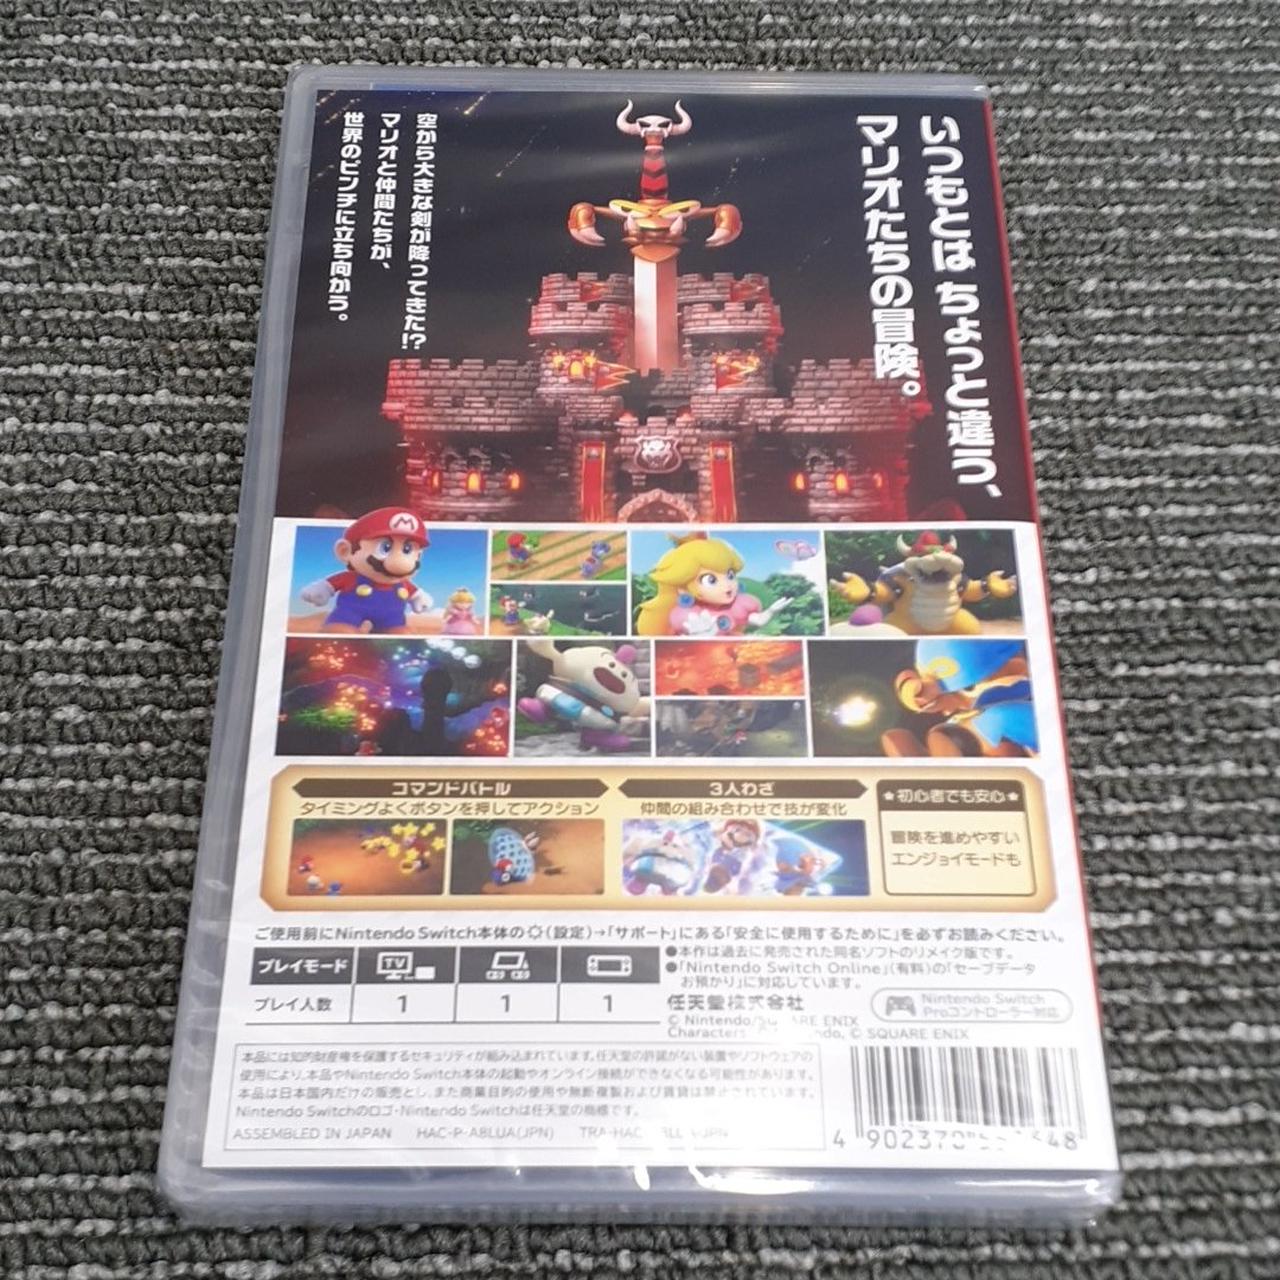 いつもとは ちょっと違う、
マリオたちの冒険。
空から大きな剣が降ってきた!?
マリオと仲間たちが、
世界のピンチに立ち向かう。
コマンドバトル
タイミングよくボタンを押してアクション
3人わざ
仲間の組み合わせで技が変化
★初心者でも安心★
冒険を進めやすい
エンジョイモードも
ご使用前にNintendo Switch本体の(設定)→「サポート」にある「安全に使用するために」を必ずお読みください。
プレイモード
TV
プレイ人数 1 1 1
●本作は過去に発売された同名ソフトのリメイク版です。
●「Nintendo Switch Online」(有料)の「セーブデータ
お預かり」に対応しています。
任天堂株式会社
© Nintendo/SQUARE ENIX
Characters: © Nintendo, © SQUARE ENIX
Nintendo Switch
Proコントローラー対応
本品には知的財産権を保護するセキュリティが組み込まれています。任天堂の許諾がない装置やソフトウェアの
使用により、本品やNintendo Switch本体の起動やオンライン接続ができなくなる可能性があります。
本品は日本国内だけの販売とし、また商業目的の使用や無断複製および賃貸は禁止されています。
Nintendo Switchのロゴ・Nintendo Switchは任天堂の商標です。
ASSEMBLED IN JAPAN HAC-P-A8LUA(JPN)
4 902370